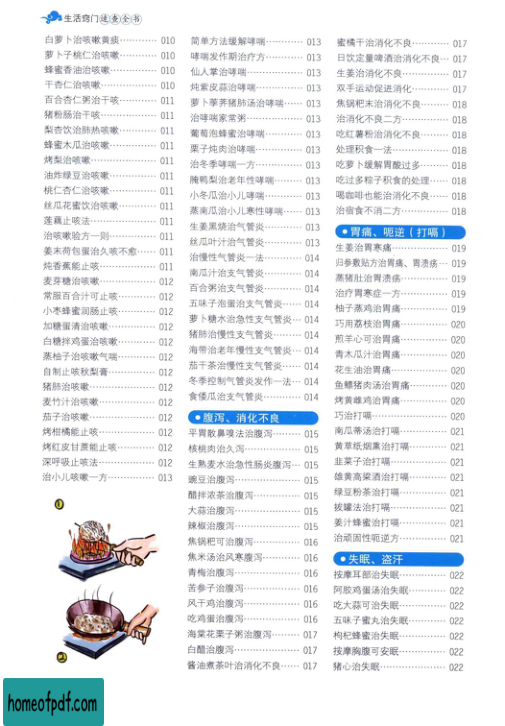 生活窍门速查全书
白萝卜治咳嗽黄痰………… 010
萝卜子桃仁治咳嗽………… 010
蜂蜜香油治咳嗽………… 010
干杏仁治咳嗽………… 010
百合杏仁粥治干咳………… 011
猪粉肠治干咳………… 011
梨杏饮治肺热咳嗽………… 011
蜂蜜木瓜治咳嗽………… 011
烤梨治咳嗽………… 011
油炸绿豆治咳嗽………… 011
桃仁杏仁治咳嗽………… 011
丝瓜花蜜饮治咳嗽………… 011
莲藕止咳法………… 011
治咳嗽验方一则………… 011
姜末荷包蛋治久咳不愈…… 011
炖香蕉能止咳………… 011
麦芽糖治咳嗽………… 012
常服百合汁可止咳………… 012
小枣蜂蜜润肠止咳………… 012
加糖蛋清治咳嗽………… 012
白糖拌鸡蛋治咳嗽………… 012
蒸柚子治咳嗽气喘………… 012
自制止咳秋梨膏………… 012
猪肺治咳嗽………… 012
麦竹汁治咳嗽………… 012
茄子治咳嗽………… 012
烤柑橘能止咳………… 012
烤红皮甘蔗能止咳………… 012
深呼吸止咳法………… 012
治小儿咳嗽一方………… 013
简单方法缓解哮喘………… 013
哮喘发作期治疗方………… 013
仙人掌治哮喘………… 013
炖紫皮蒜治哮喘………… 013
萝卜荸荠猪肺汤治哮喘…… 013
治哮喘家常粥………… 013
葡萄泡蜂蜜治哮喘………… 013
栗子炖肉治哮喘………… 013
治冬季哮喘一方………… 013
腌鸭梨治老年性哮喘……… 013
小冬瓜治小儿哮喘………… 013
蒸南瓜治小儿寒性哮喘…… 013
生姜黑烧治气管炎………… 013
丝瓜叶汁治气管炎………… 013
治慢性气管炎一法………… 014
南瓜汁治支气管炎………… 014
百合粥治支气管炎………… 014
五味子泡蛋治支气管炎…… 014
萝卜糖水治急性支气管炎… 014
猪肺治慢性支气管炎……… 014
海带治老年慢性支气管炎… 014
茄干茶治慢性支气管炎…… 014
冬季控制气管炎发作一法… 014
食倭瓜治支气管炎………… 014
● 腹泻、消化不良
平胃散鼻嗅法治腹泻……… 015
核桃肉治久泻………… 015
生熟麦水治急性肠炎腹泻… 015
豌豆治腹泻………… 015
醋拌浓茶治腹泻………… 015
大蒜治腹泻………… 015
辣椒治腹泻………… 015
焦锅粑可治腹泻………… 016
焦米汤治风寒腹泻………… 016
青梅治腹泻………… 016
苦参子治腹泻………… 016
风干鸡治腹泻………… 016
吃鸡蛋治腹泻………… 016
海棠花栗子粥治腹泻……… 017
白醋治腹泻………… 017
酱油煮茶叶治消化不良…… 017
蜜橘干治消化不良………… 017
日饮定量啤酒治消化不良… 017
生姜治消化不良………… 017
双手运动促进消化………… 017
焦锅粑末治消化不良……… 018
治消化不良二方………… 018
吃红薯粉治消化不良……… 018
处理积食一法………… 018
吃萝卜缓解胃酸过多……… 018
吃过多粽子积食的处理…… 018
喝咖啡也能治消化不良…… 018
治宿食不消二方………… 018
● 胃痛、呃逆（打嗝）
生姜治胃寒痛………… 019
归参敷贴方治胃痛、胃溃疡… 019
蒸猪肚治胃溃疡………… 019
治疗胃寒症一方………… 019
柚子蒸鸡治胃痛………… 019
巧用荔枝治胃痛………… 020
煎羊心可治胃痛………… 020
青木瓜汁治胃痛………… 020
花生油治胃痛………… 020
鱼鳔猪肉汤治胃痛………… 020
烤黄雌鸡治胃痛………… 020
巧治打嗝………… 020
南瓜蒂汤治打嗝………… 021
黄草纸烟熏治打嗝………… 021
韭菜子治打嗝………… 021
雄黄高粱酒治打嗝………… 021
绿豆粉茶治打嗝………… 021
拔罐法治打嗝………… 021
姜汁蜂蜜治打嗝………… 021
治顽固性呃逆方………… 021
● 失眠、盗汗
按摩耳部治失眠………… 022
阿胶鸡蛋汤治失眠………… 022
吃大蒜可治失眠………… 022
五味子蜜丸治失眠………… 022
枸杞蜂蜜治失眠………… 022
按摩胸腹可安眠………… 022
猪心治失眠………… 022
①
②
homeofpdf.com